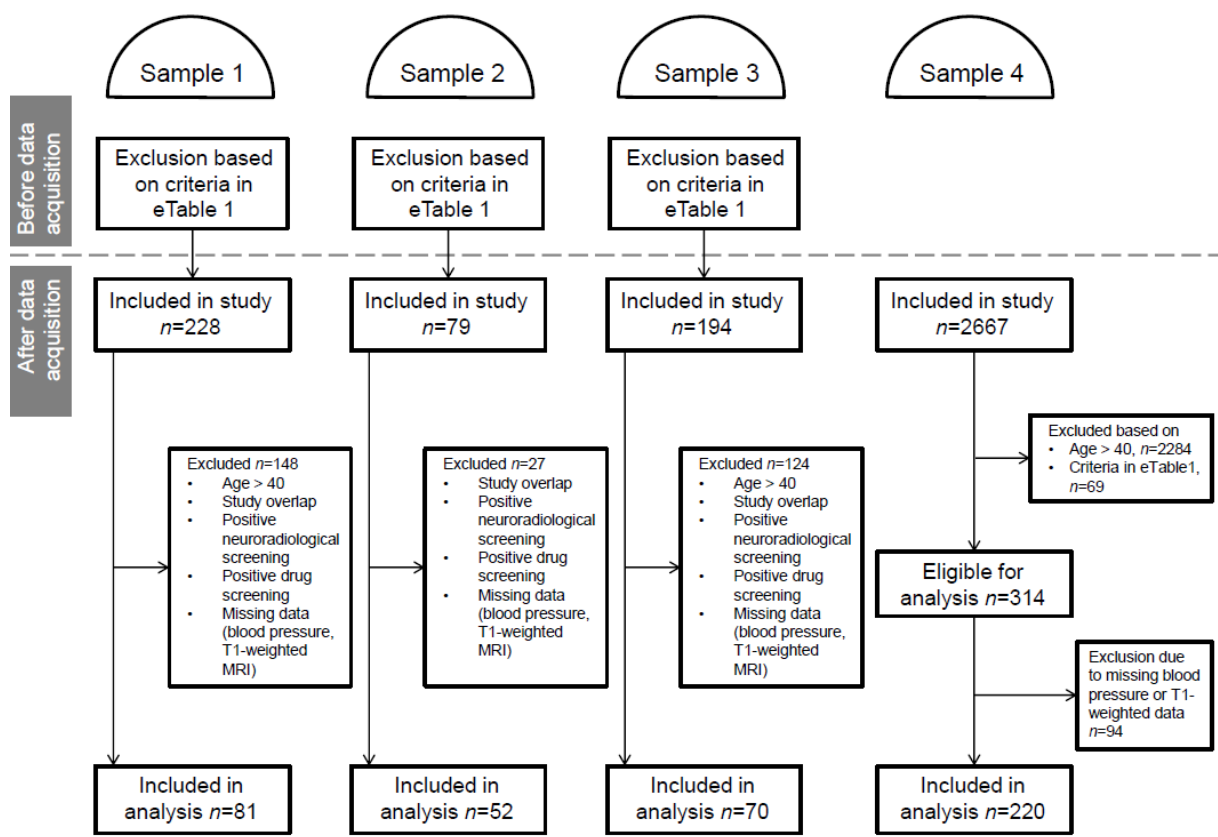 Sample 1
Sample 2
Sample 3
Sample 4
Before data
acquisition
Exclusion based
on criteria in
eTable 1
Exclusion based
on criteria in
eTable 1
Exclusion based
on criteria in
eTable 1
After data
acquisition
Included in study
n=228
Included in study
n=79
Included in study
n=194
Included in study
n=2667
Excluded n=148
• Age > 40
• Study overlap
• Positive
neuroradiological
screening
• Positive drug
screening
• Missing data
(blood pressure,
T1-weighted
MRI)
Excluded n=27
• Study overlap
• Positive
neuroradiological
screening
• Positive drug
screening
• Missing data
(blood pressure,
T1-weighted
MRI)
Excluded n=124
• Age > 40
• Study overlap
• Positive
neuroradiological
screening
• Positive drug
screening
• Missing data
(blood pressure,
T1-weighted
MRI)
Excluded based on
• Age > 40, n=2284
• Criteria in eTable1,
n=69
Eligible for
analysis n=314
Exclusion due
to missing blood
pressure or T1-
weighted data
n=94
Included in
analysis n=81
Included in
analysis n=52
Included in
analysis n=70
Included in
analysis n=220